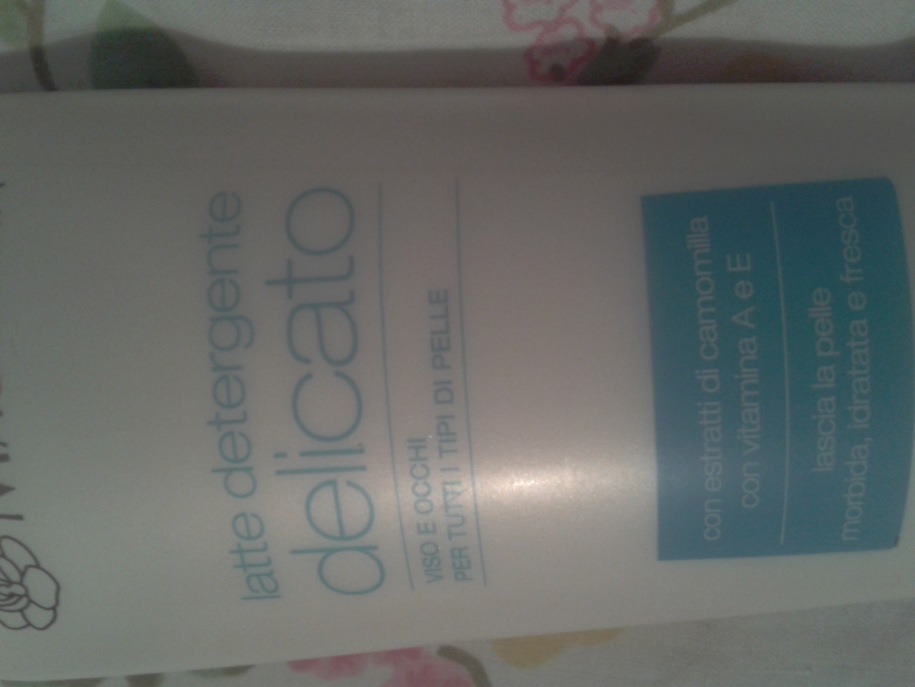 latte detergente
delicato
VISO E OCCHI
PER TUTTI I TIPI DI PELLE
con estratti di camomilla
con vitamina A e E
lascia la pelle
morbida, idratata e fresca